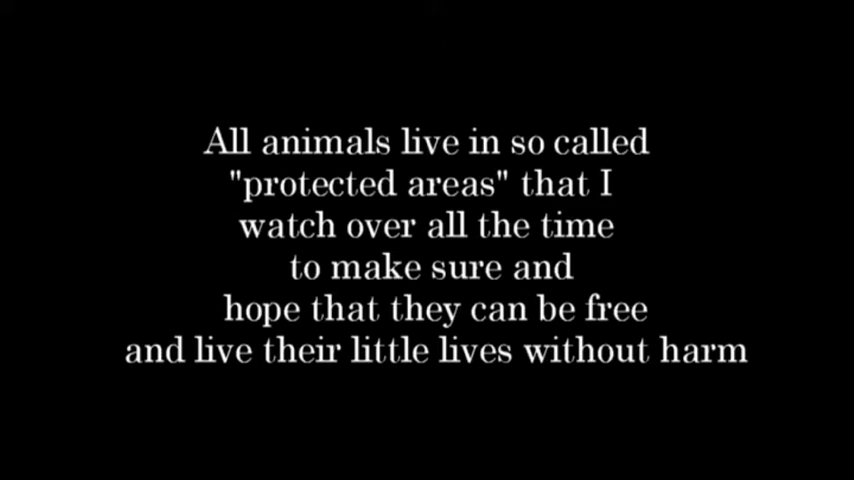 All animals live in so called
"protected areas" that I
watch over all the time
to make sure and
hope that they can be free
and live their little lives without harm